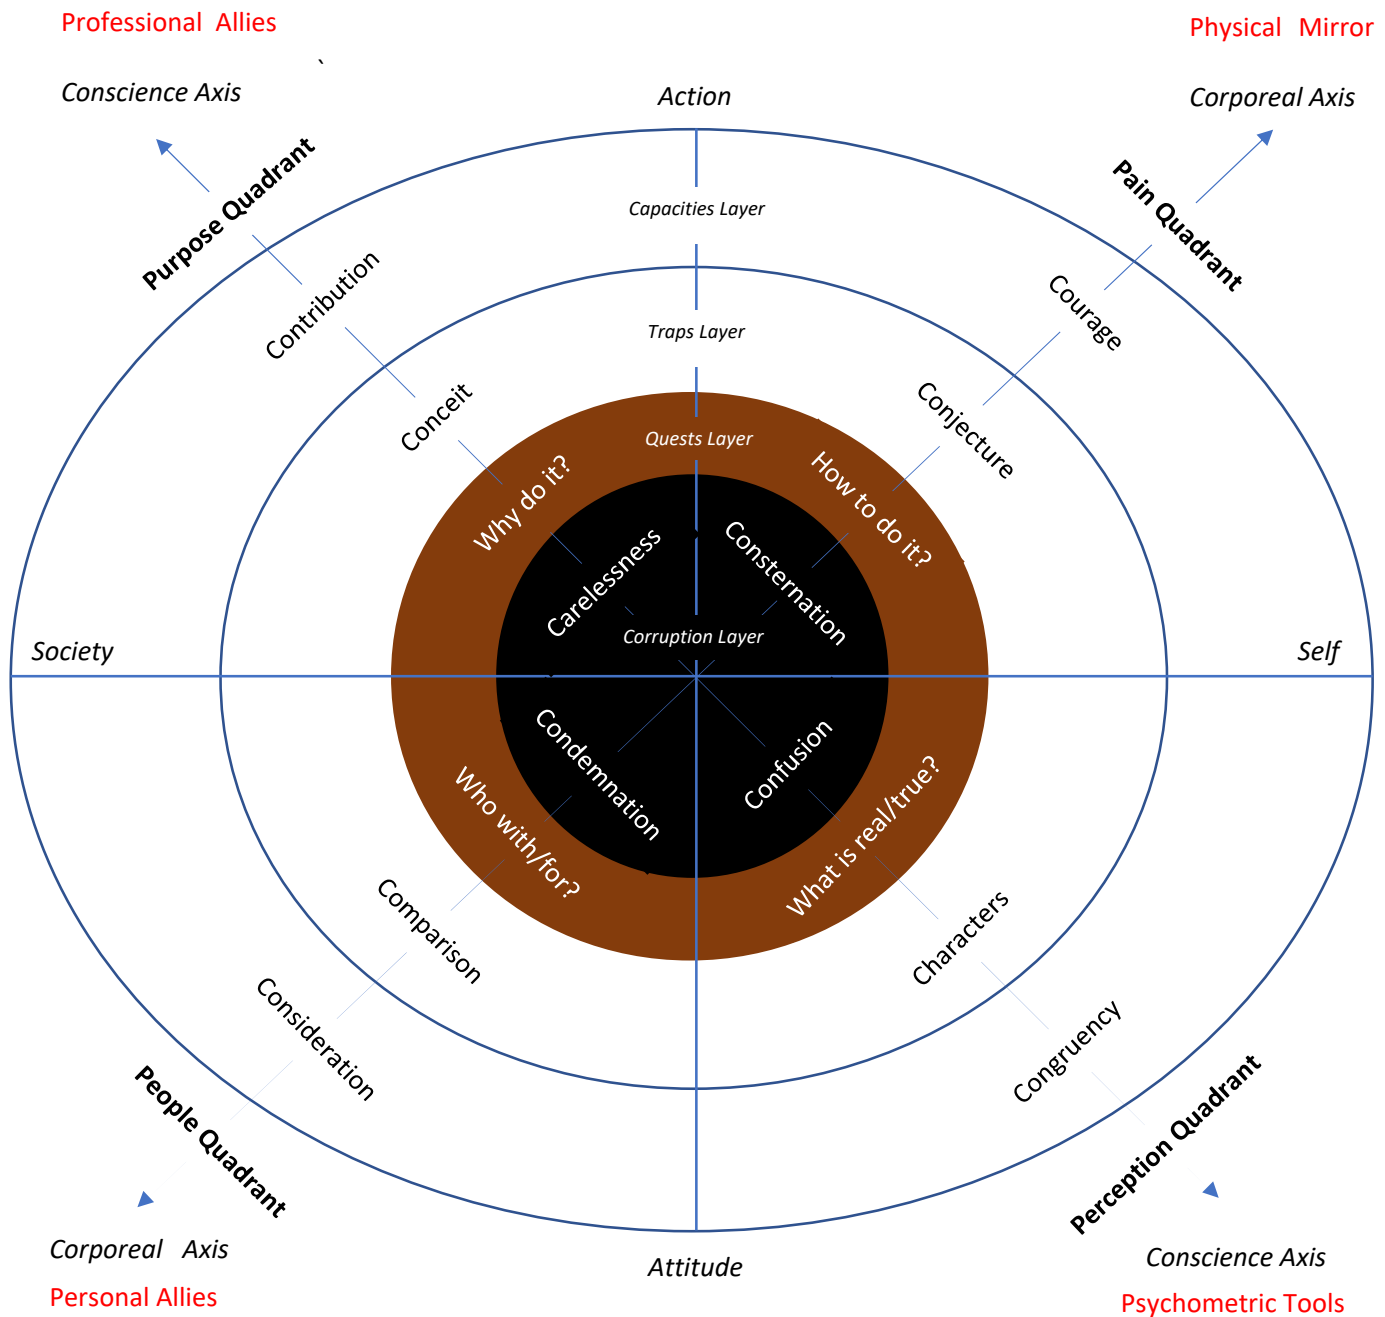 Professional Allies
Physical Mirror
Conscience Axis
Action
Corporeal Axis
Purpose Quadrant
Pain Quadrant
Capacities Layer
Contribution
Courage
Traps Layer
Conceit
Conjecture
Quests Layer
Why do it?
How to do it?
Carelessness
Consternation
Corruption Layer
Society
Self
Condemnation
Confusion
Who with/for?
What is real/true?
Comparison
Characters
Consideration
Congruency
People Quadrant
Perception Quadrant
Corporeal Axis
Attitude
Conscience Axis
Personal Allies
Psychometric Tools